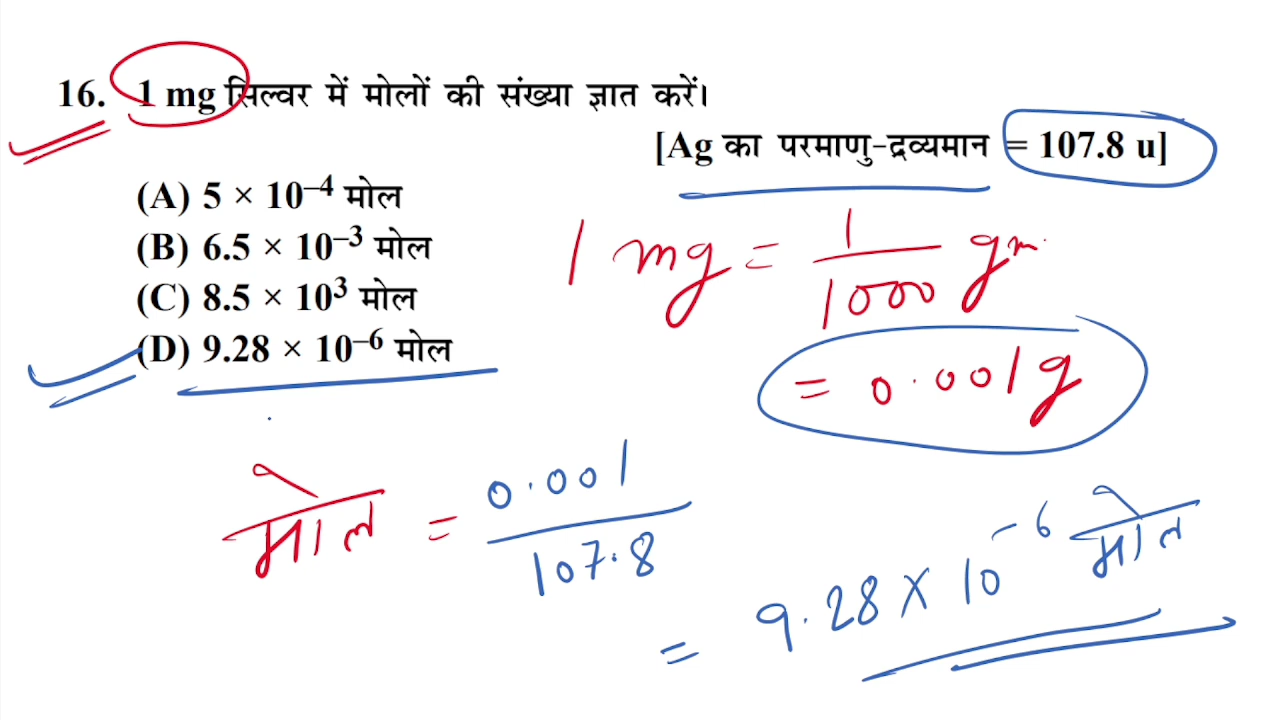 16. 1 mg सिल्वर में मोलों की संख्या ज्ञात करें।
[Ag का परमाणु-द्रव्यमान = 107.8 u]
(A) 5 × 10⁻⁴ मोल
(B) 6.5 × 10⁻³ मोल
(C) 8.5 × 10³ मोल
(D) 9.28 × 10⁻⁶ मोल
1 mg = 1/1000 gm.
= 0.001g
मोल = 0.001/107.8
= 9.28 × 10⁻⁶ मोल